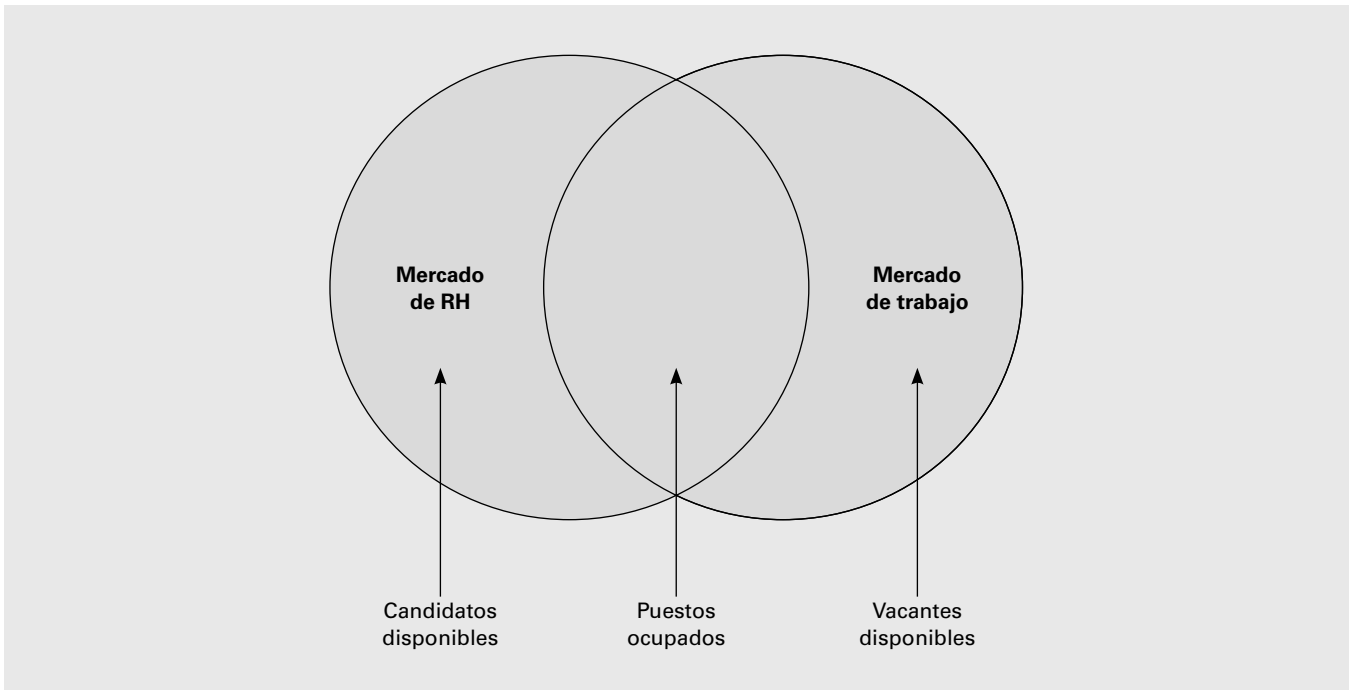 Mercado
de RH
Mercado
de trabajo
Candidatos
disponibles
Puestos
ocupados
Vacantes
disponibles